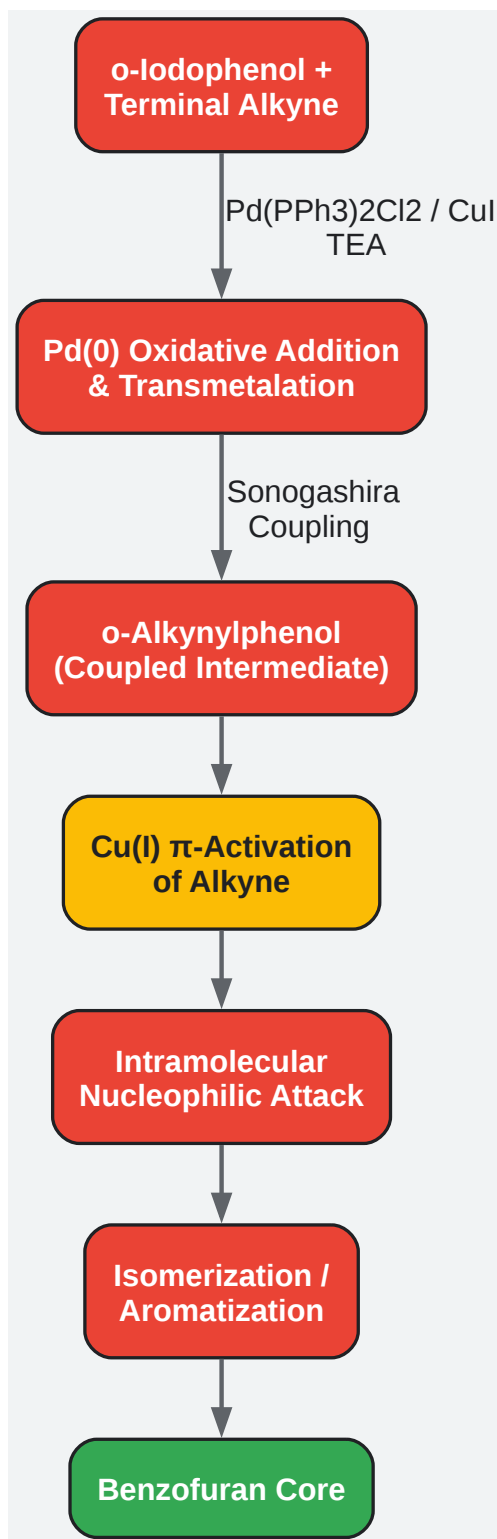 o-Iodophenol +
Terminal Alkyne
Pd(PPh3)2Cl2 / CuI
TEA
Pd(0) Oxidative Addition
& Transmetalation
Sonogashira
Coupling
o-Alkynylphenol
(Coupled Intermediate)
Cu(I) π-Activation
of Alkyne
Intramolecular
Nucleophilic Attack
Isomerization /
Aromatization
Benzofuran Core